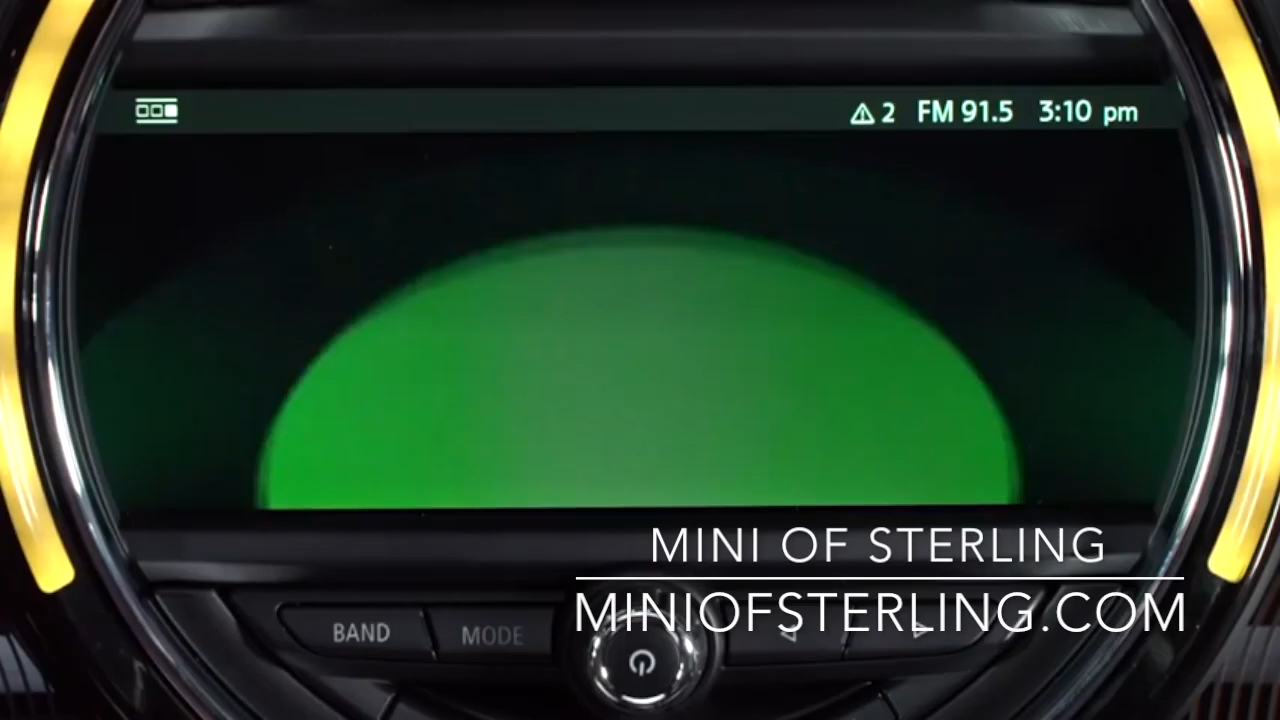 2 FM 91.5 3:10 pm
MINI OF STERLING
MINIOFSTERLING.COM
BAND MODE